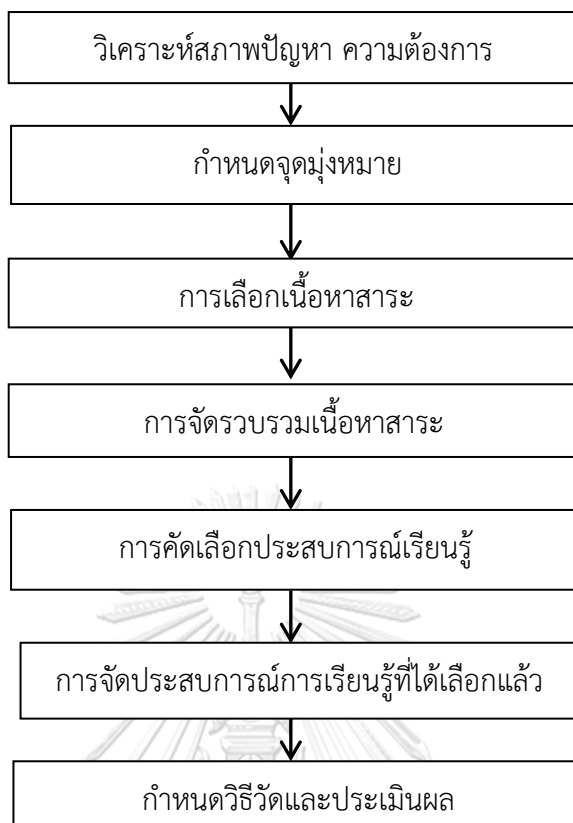 วิเคราะห์สภาพปัญหา ความต้องการ
กำหนดจุดมุ่งหมาย
การเลือกเนื้อหาสาระ
การจัดรวบรวมเนื้อหาสาระ
การคัดเลือกประสบการณ์เรียนรู้
การจัดประสบการณ์การเรียนรู้ที่ได้เลือกแล้ว
กำหนดวิธีวัดและประเมินผล